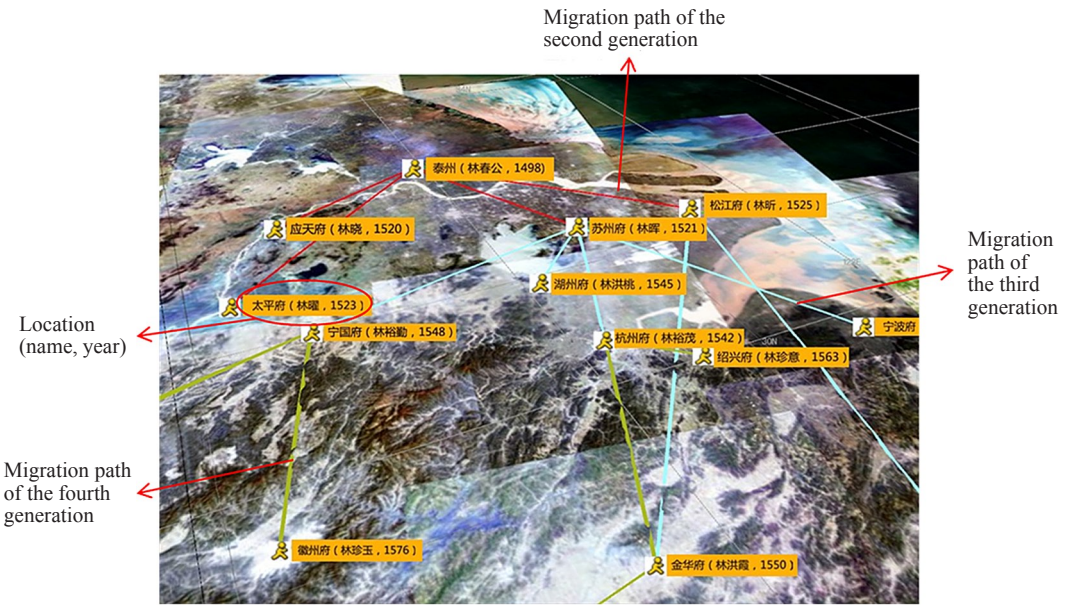 Migration path of the
second generation
泰州（林春公，1498)
松江府（林昕，1525）
应天府（林晓，1520）
苏州府（林晖，1521）
Migration
path of
the third
generation
湖州府（林洪桃，1545）
太平府（林曜，1523）
Location
(name, year)
宁国府（林裕勤，1548）
宁波府
杭州府（林裕茂，1542）
30N
绍兴府（林珍意，1563）
Migration path
of the fourth
generation
徽州府（林珍玉，1576）
金华府（林洪霞，1550）